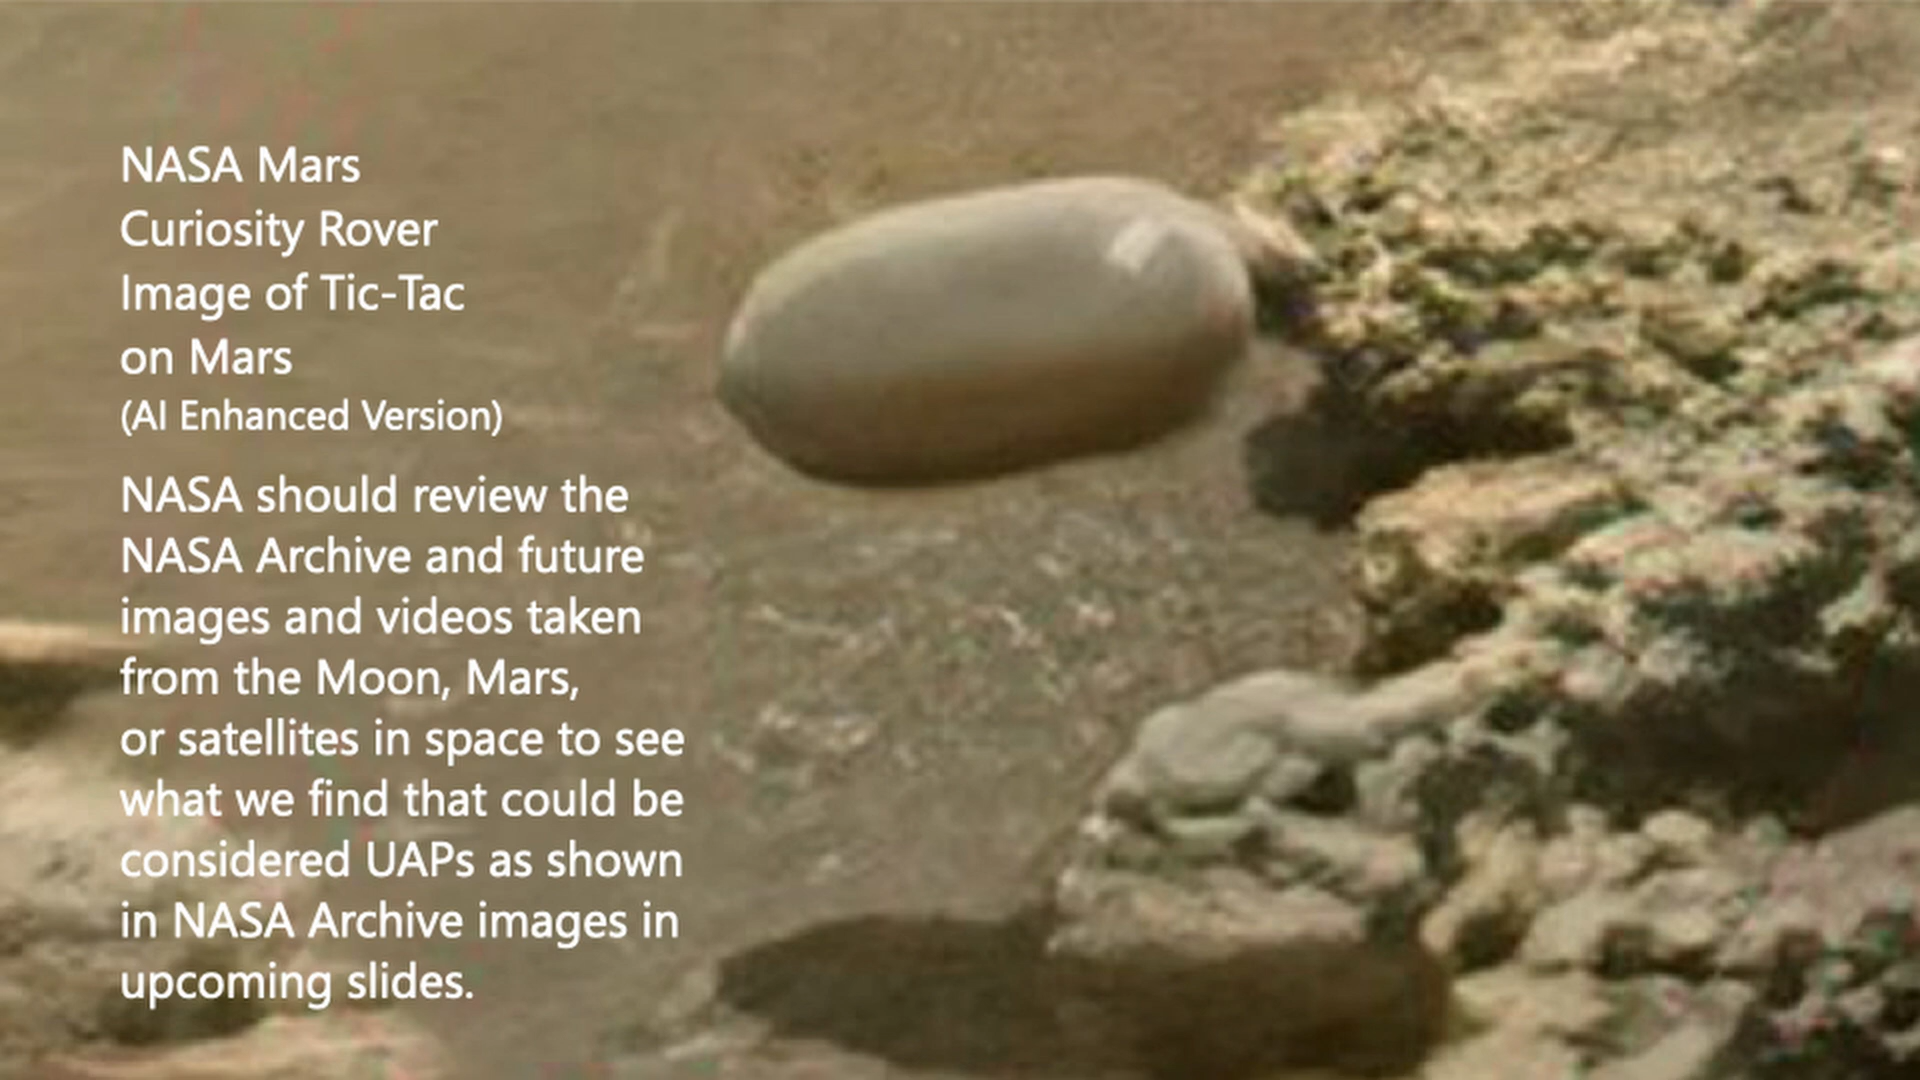 NASA Mars
Curiosity Rover
Image of Tic-Tac
on Mars
(AI Enhanced Version)
NASA should review the
NASA Archive and future
images and videos taken
from the Moon, Mars,
or satellites in space to see
what we find that could be
considered UAPs as shown
in NASA Archive images in
upcoming slides.